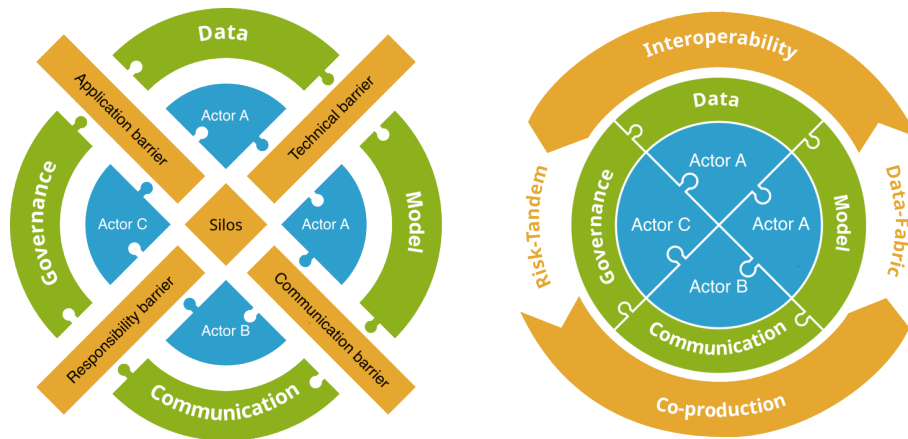 Data
Application barrier
Actor A
Technical barrier
Governance
Actor C
Silos
Actor A
Model
Responsibility barrier
Actor B
Communication barrier
Communication
Interoperability
Data
Risk-Tandem
Governance
Actor A
Actor C
Actor A
Actor B
Model
Data-Fabric
Communication
Co-production